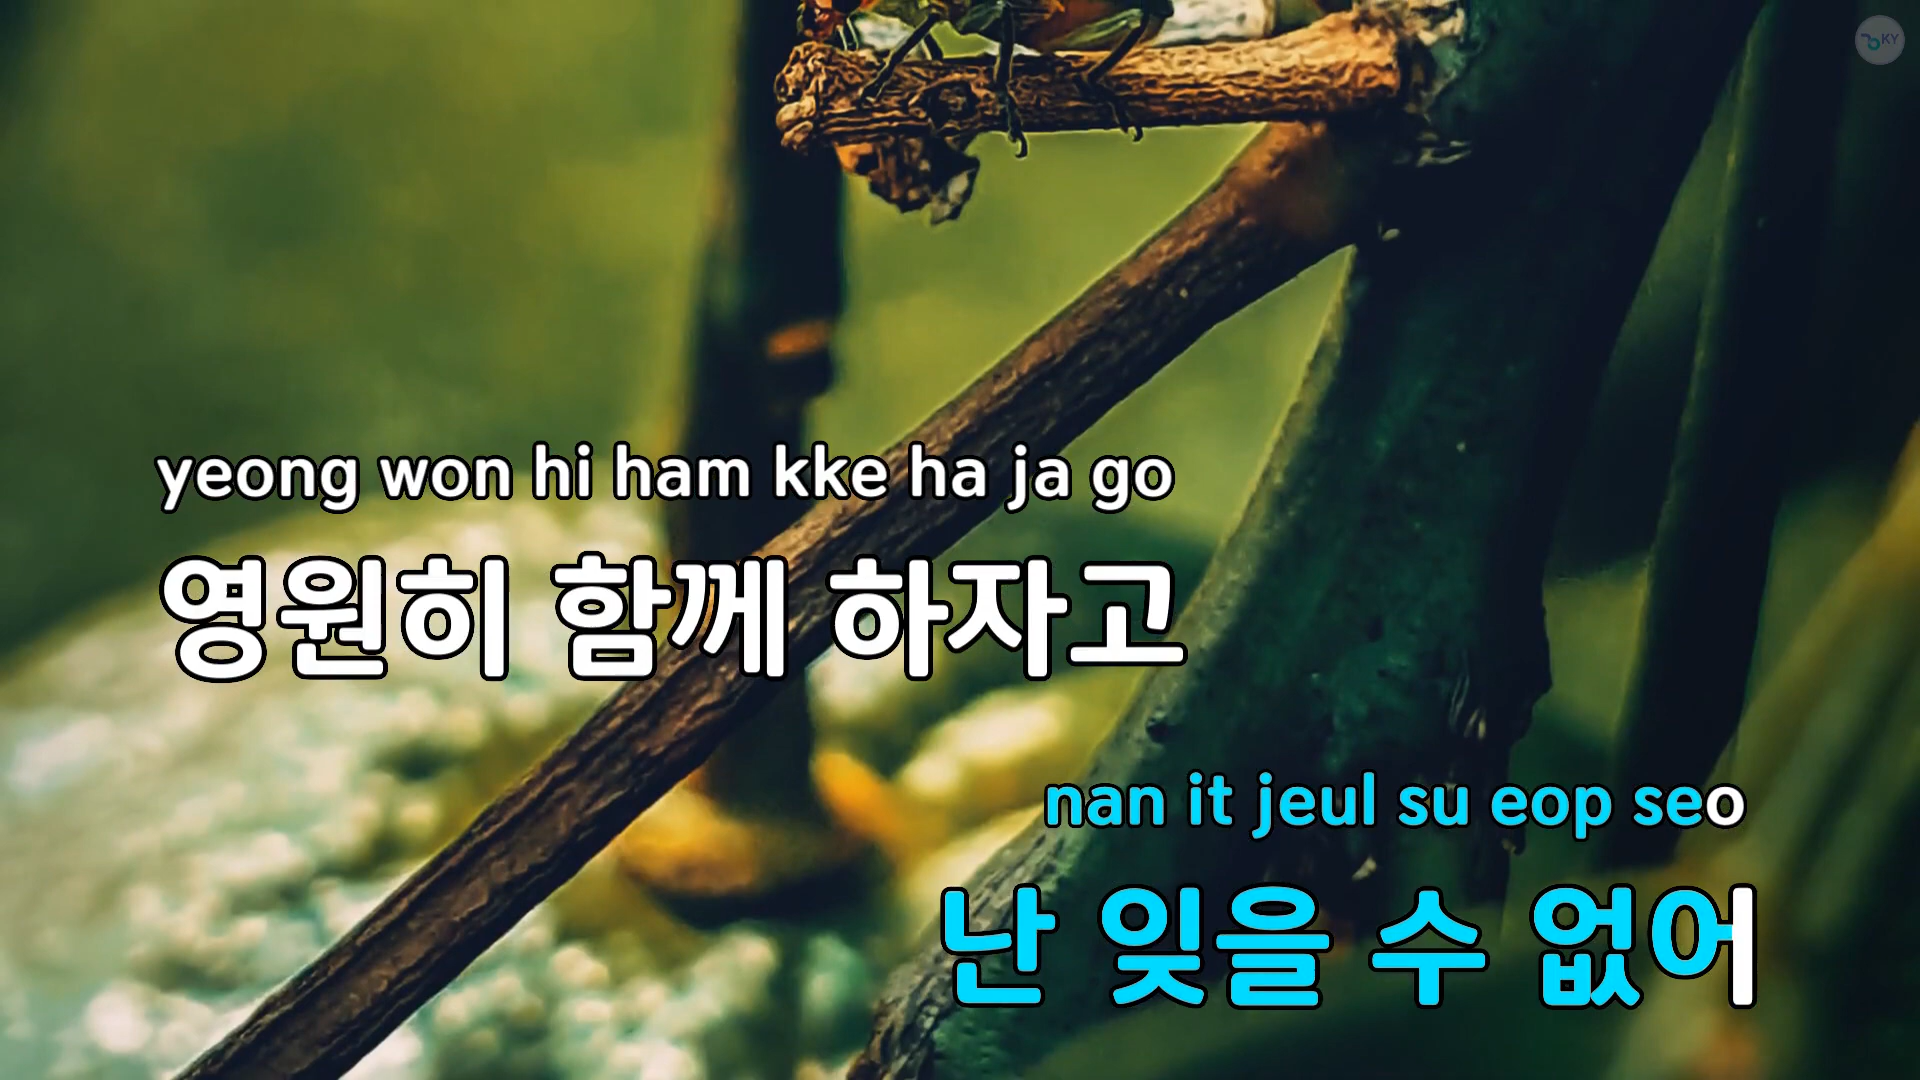 KY
yeong won hi ham kke ha ja go
영원히 함께 하자고
nan it jeul su eop seo
난 잊을 수 없어